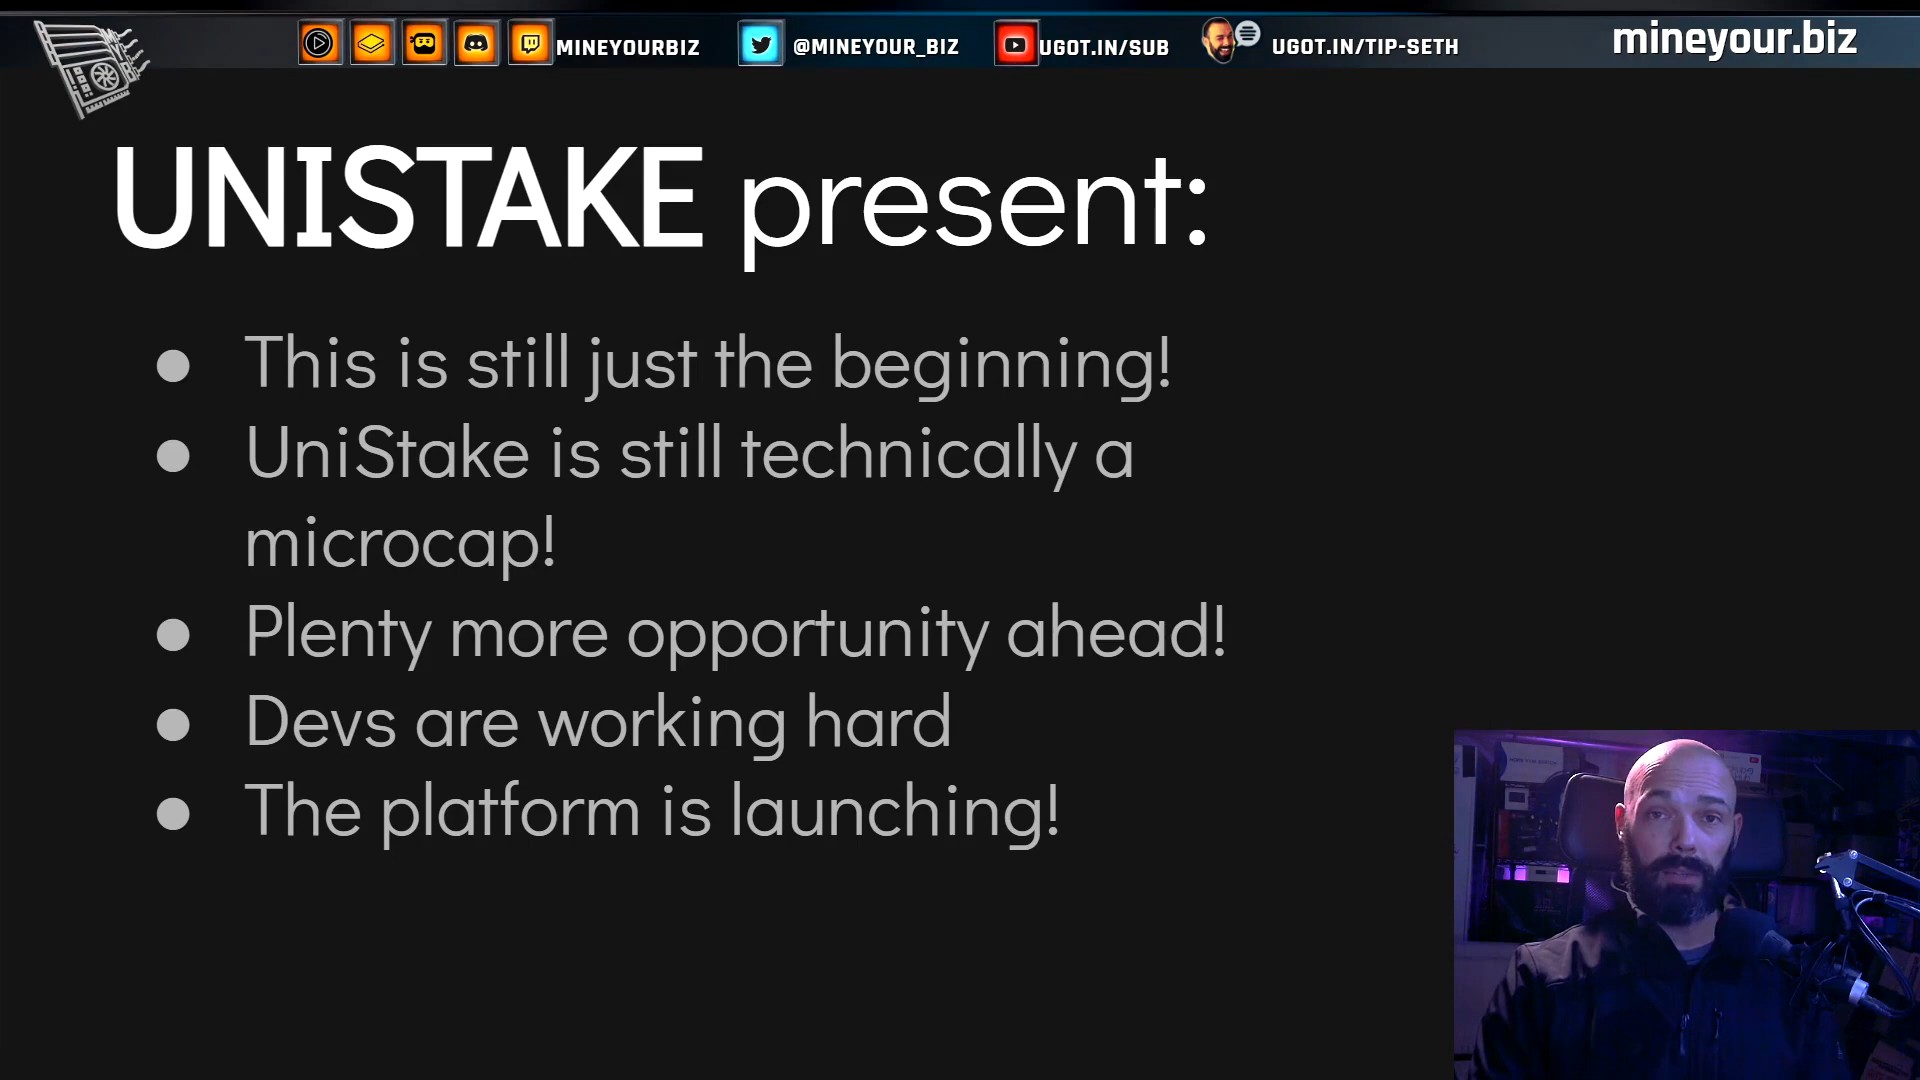 MINEYOURBIZ
@MINEYOUR_BIZ
UGOT.IN/SUB
UGOT.IN/TIP-SETH
mineyour.biz
UNISTAKE present:
● This is still just the beginning!
● UniStake is still technically a
microcap!
● Plenty more opportunity ahead!
● Devs are working hard
● The platform is launching!